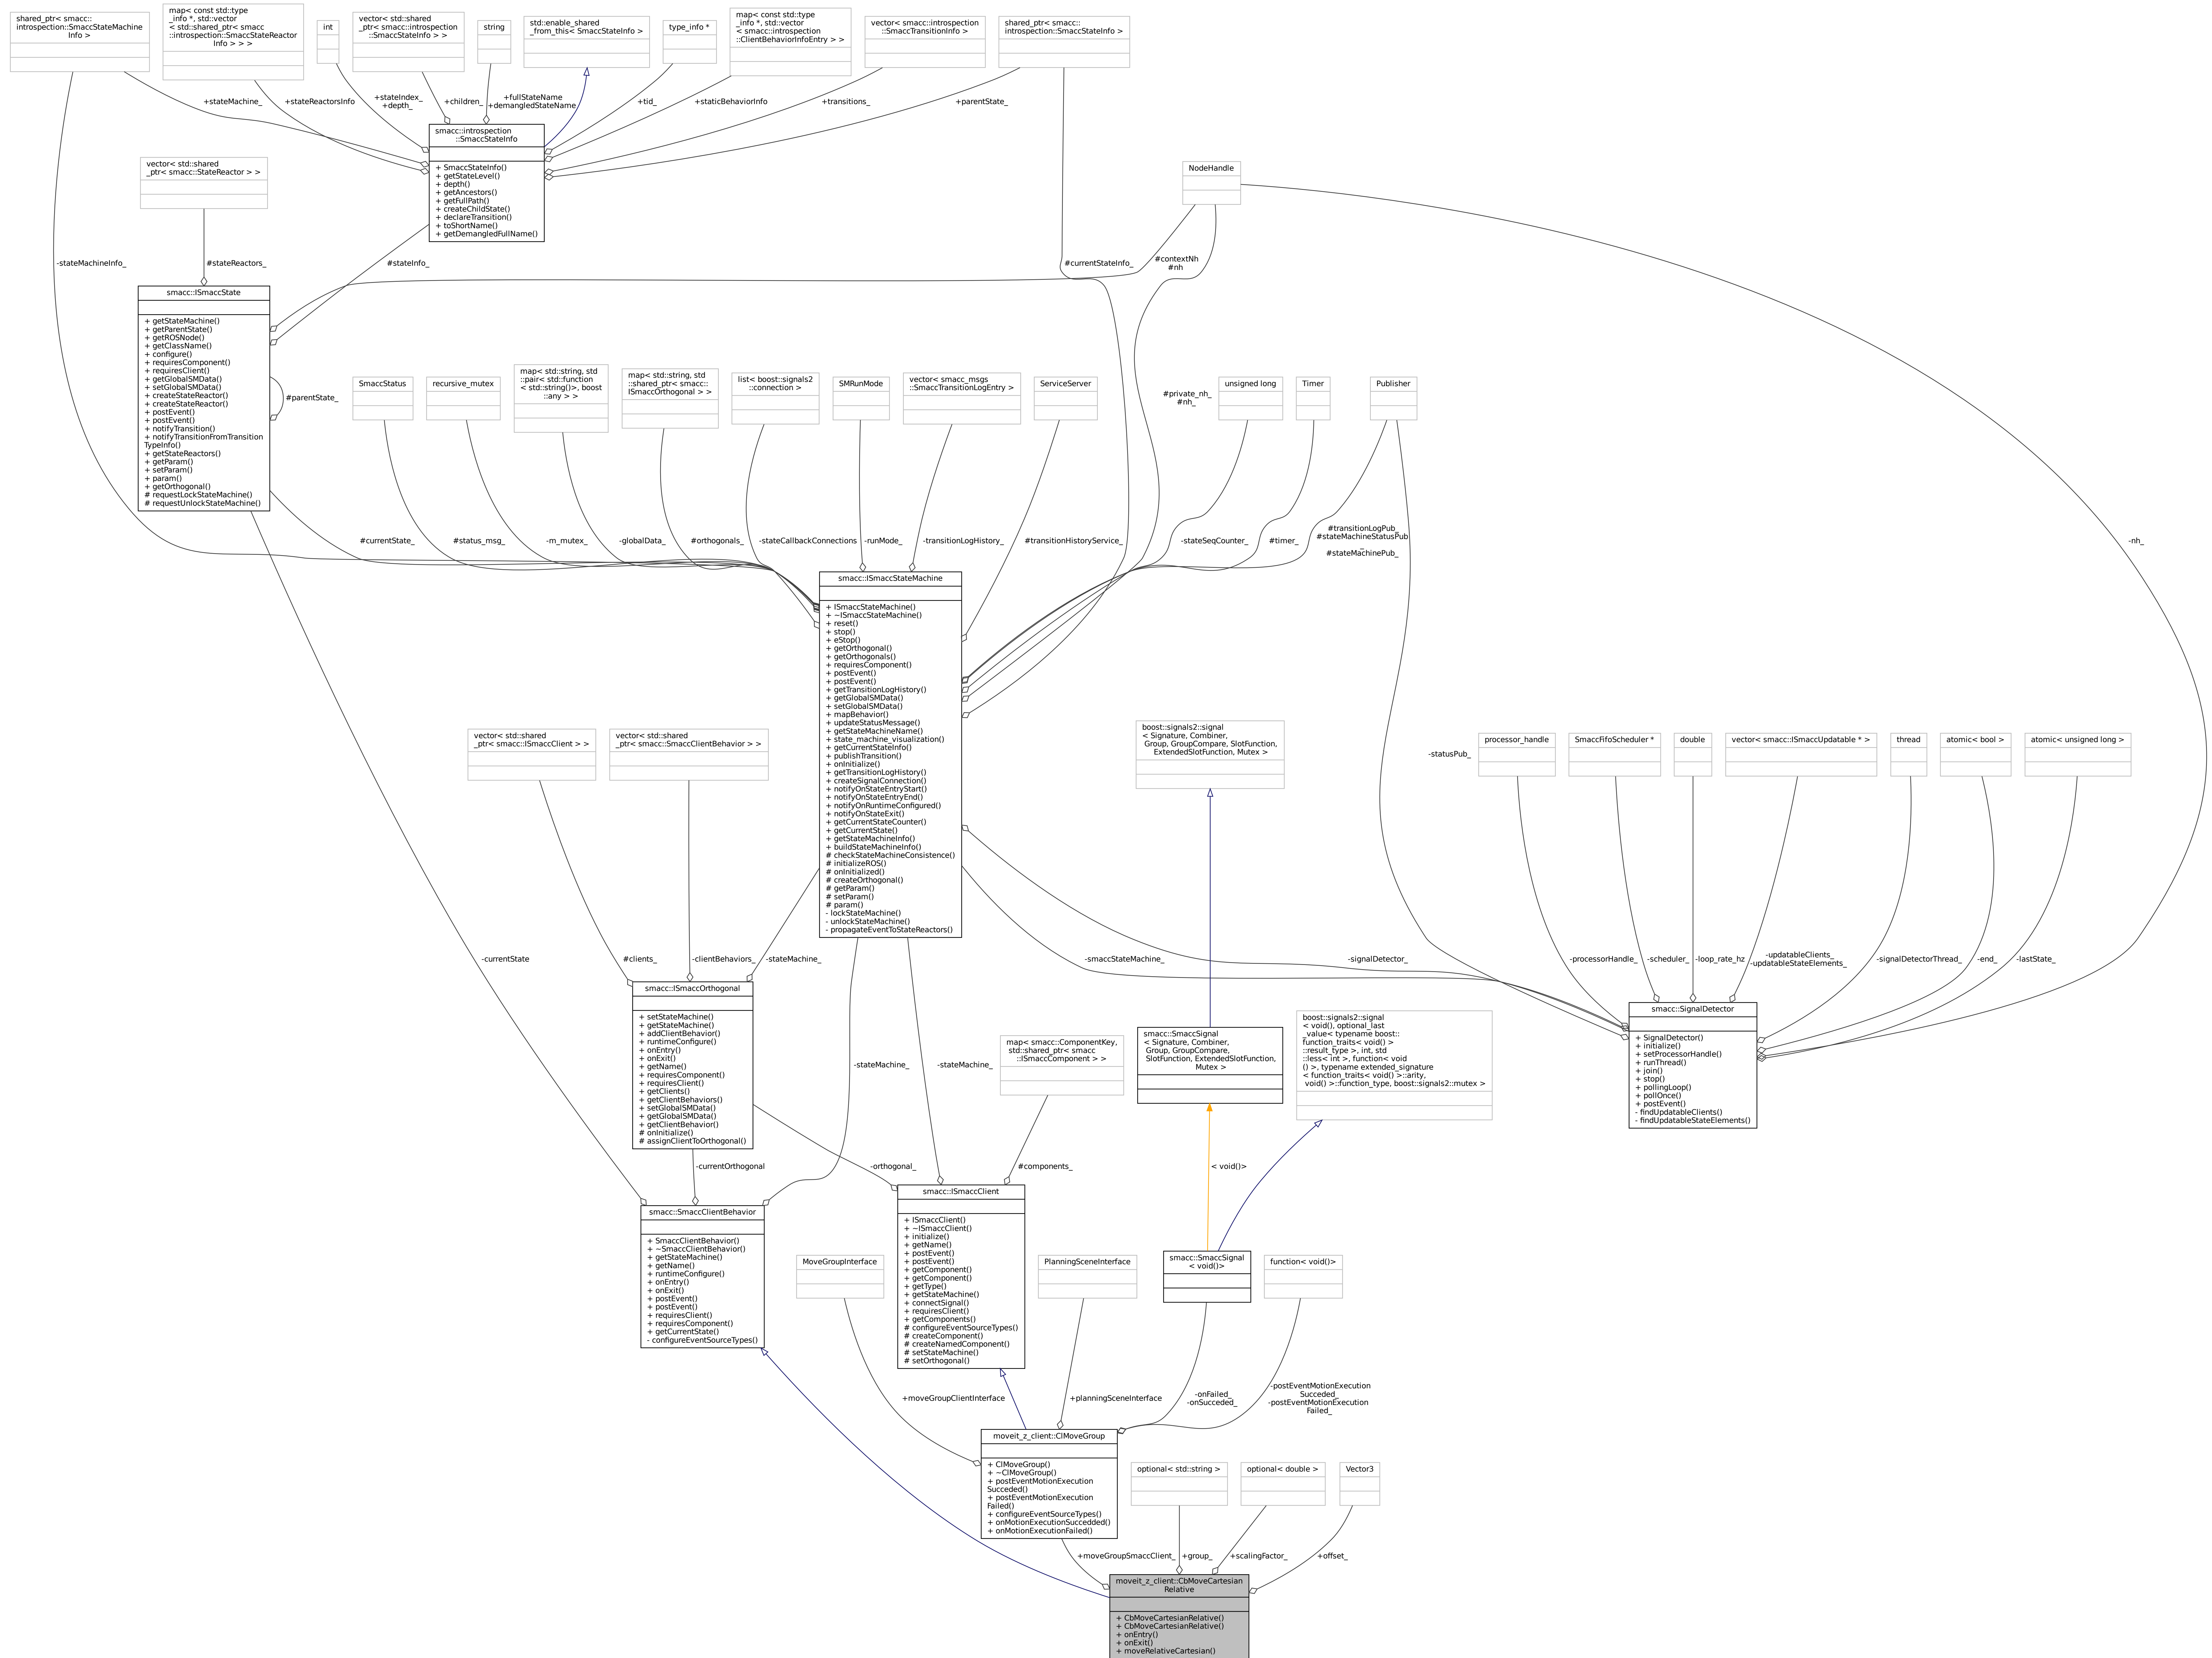 shared_ptr< smacc::
introspection::SmaccStateMachine
Info >
map< const std::type
_info *, std::vector
< std::shared_ptr< smacc
::introspection::SmaccStateReactor
Info > > >
int
vector< std::shared
_ptr< smacc::introspection
::SmaccStateInfo > >
string
std::enable_shared
_from_this< SmaccStateInfo >
type_info *
map< const std::type
_info *, std::vector
< smacc::introspection
::ClientBehaviorInfoEntry > >
vector< smacc::introspection
::SmaccTransitionInfo >
shared_ptr< smacc::
introspection::SmaccStateInfo >
+stateMachine_
+stateReactorsInfo
+stateIndex_
+depth_
+children_
+fullStateName
+demangledStateName
+tid_
+staticBehaviorInfo
+transitions_
+parentState_
smacc::introspection
::SmaccStateInfo
+ SmaccStateInfo()
+ getStateLevel()
+ depth()
+ getAncestors()
+ getFullPath()
+ createChildState()
+ declareTransition()
+ toShortName()
+ getDemangledFullName()
vector< std::shared
_ptr< smacc::StateReactor > >
NodeHandle
-stateMachineInfo_
#stateReactors_
#stateInfo_
#currentStateInfo_
#contextNh
#nh
smacc::ISmaccState
+ getStateMachine()
+ getParentState()
+ getROSNode()
+ getClassName()
+ configure()
+ requiresComponent()
+ requiresClient()
+ getGlobalSMData()
+ setGlobalSMData()
+ createStateReactor()
+ createStateReactor()
+ postEvent()
+ postEvent()
+ notifyTransition()
+ notifyTransitionFromTransition
TypeInfo()
+ getStateReactors()
+ getParam()
+ setParam()
+ param()
+ getOrthogonal()
# requestLockStateMachine()
# requestUnlockStateMachine()
#parentState_
SmaccStatus
recursive_mutex
map< std::string, std
::pair< std::function
< std::string()>, boost
::any > >
map< std::string, std
::shared_ptr< smacc::
ISmaccOrthogonal > >
list< boost::signals2
::connection >
SMRunMode
vector< smacc_msgs
::SmaccTransitionLogEntry >
ServiceServer
#private_nh_
#nh_
unsigned long
Timer
Publisher
#currentState_
#status_msg_
-m_mutex_
-globalData_
#orthogonals_
-stateCallbackConnections
-runMode_
-transitionLogHistory_
#transitionHistoryService_
-stateSeqCounter_
#timer_
#transitionLogPub_
#stateMachineStatusPub
_
#stateMachinePub_
-nh_
smacc::ISmaccStateMachine
+ ISmaccStateMachine()
+ ~ISmaccStateMachine()
+ reset()
+ stop()
+ eStop()
+ getOrthogonal()
+ getOrthogonals()
+ requiresComponent()
+ postEvent()
+ postEvent()
+ getTransitionLogHistory()
+ getGlobalSMData()
+ setGlobalSMData()
+ mapBehavior()
+ updateStatusMessage()
+ getStateMachineName()
+ state_machine_visualization()
+ getCurrentStateInfo()
+ publishTransition()
+ onInitialize()
+ getTransitionLogHistory()
+ createSignalConnection()
+ notifyOnStateEntryStart()
+ notifyOnStateEntryEnd()
+ notifyOnRuntimeConfigured()
+ notifyOnStateExit()
+ getCurrentStateCounter()
+ getCurrentState()
+ getStateMachineInfo()
+ buildStateMachineInfo()
# checkStateMachineConsistence()
# initializeROS()
# onInitialized()
# createOrthogonal()
# getParam()
# setParam()
# param()
- lockStateMachine()
- unlockStateMachine()
- propagateEventToStateReactors()
vector< std::shared
_ptr< smacc::ISmaccClient > >
vector< std::shared
_ptr< smacc::SmaccClientBehavior > >
boost::signals2::signal
< Signature, Combiner,
Group, GroupCompare, SlotFunction,
ExtendedSlotFunction, Mutex >
-statusPub_
processor_handle
SmaccFifoScheduler *
double
vector< smacc::ISmaccUpdatable * >
thread
atomic< bool >
atomic< unsigned long >
-currentState
#clients_
-clientBehaviors_
-stateMachine_
-smaccStateMachine_
-signalDetector_
-processorHandle_
-scheduler_
-loop_rate_hz
-updatableClients_
-updatableStateElements_
-signalDetectorThread_
-end_
-lastState_
smacc::ISmaccOrthogonal
+ setStateMachine()
+ getStateMachine()
+ addClientBehavior()
+ runtimeConfigure()
+ onEntry()
+ onExit()
+ getName()
+ requiresComponent()
+ requiresClient()
+ getClients()
+ getClientBehaviors()
+ setGlobalSMData()
+ getGlobalSMData()
+ getClientBehavior()
# onInitialize()
# assignClientToOrthogonal()
-stateMachine_
-stateMachine_
map< smacc::ComponentKey,
std::shared_ptr< smacc
::ISmaccComponent > >
smacc::SmaccSignal
< Signature, Combiner,
Group, GroupCompare,
SlotFunction, ExtendedSlotFunction,
Mutex >
boost::signals2::signal
< void(), optional_last
_value< typename boost::
function_traits< void() >
::result_type >, int, std
::less< int >, function< void
() >, typename extended_signature
< function_traits< void() >::arity,
void() >::function_type, boost::signals2::mutex >
smacc::SignalDetector
+ SignalDetector()
+ initialize()
+ setProcessorHandle()
+ runThread()
+ join()
+ stop()
+ pollingLoop()
+ pollOnce()
+ postEvent()
- findUpdatableClients()
- findUpdatableStateElements()
-currentOrthogonal
-orthogonal_
#components_
< void()>
smacc::SmaccClientBehavior
+ SmaccClientBehavior()
+ ~SmaccClientBehavior()
+ getStateMachine()
+ getName()
+ runtimeConfigure()
+ onEntry()
+ onExit()
+ postEvent()
+ postEvent()
+ requiresClient()
+ requiresComponent()
+ getCurrentState()
- configureEventSourceTypes()
MoveGroupInterface
smacc::ISmaccClient
+ ISmaccClient()
+ ~ISmaccClient()
+ initialize()
+ getName()
+ postEvent()
+ postEvent()
+ getComponent()
+ getComponent()
+ getType()
+ getStateMachine()
+ connectSignal()
+ requiresClient()
+ getComponents()
# configureEventSourceTypes()
# createComponent()
# createNamedComponent()
# setStateMachine()
# setOrthogonal()
PlanningSceneInterface
smacc::SmaccSignal
< void()>
function< void()>
+moveGroupClientInterface
+planningSceneInterface
-onFailed_
-onSucceded_
-postEventMotionExecution
Succeded_
-postEventMotionExecution
Failed_
moveit_z_client::ClMoveGroup
+ ClMoveGroup()
+ ~ClMoveGroup()
+ postEventMotionExecution
Succeded()
+ postEventMotionExecution
Failed()
+ configureEventSourceTypes()
+ onMotionExecutionSuccedded()
+ onMotionExecutionFailed()
optional< std::string >
optional< double >
Vector3
+moveGroupSmaccClient_
+group_
+scalingFactor_
+offset_
moveit_z_client::CbMoveCartesian
Relative
+ CbMoveCartesianRelative()
+ CbMoveCartesianRelative()
+ onEntry()
+ onExit()
+ moveRelativeCartesian()